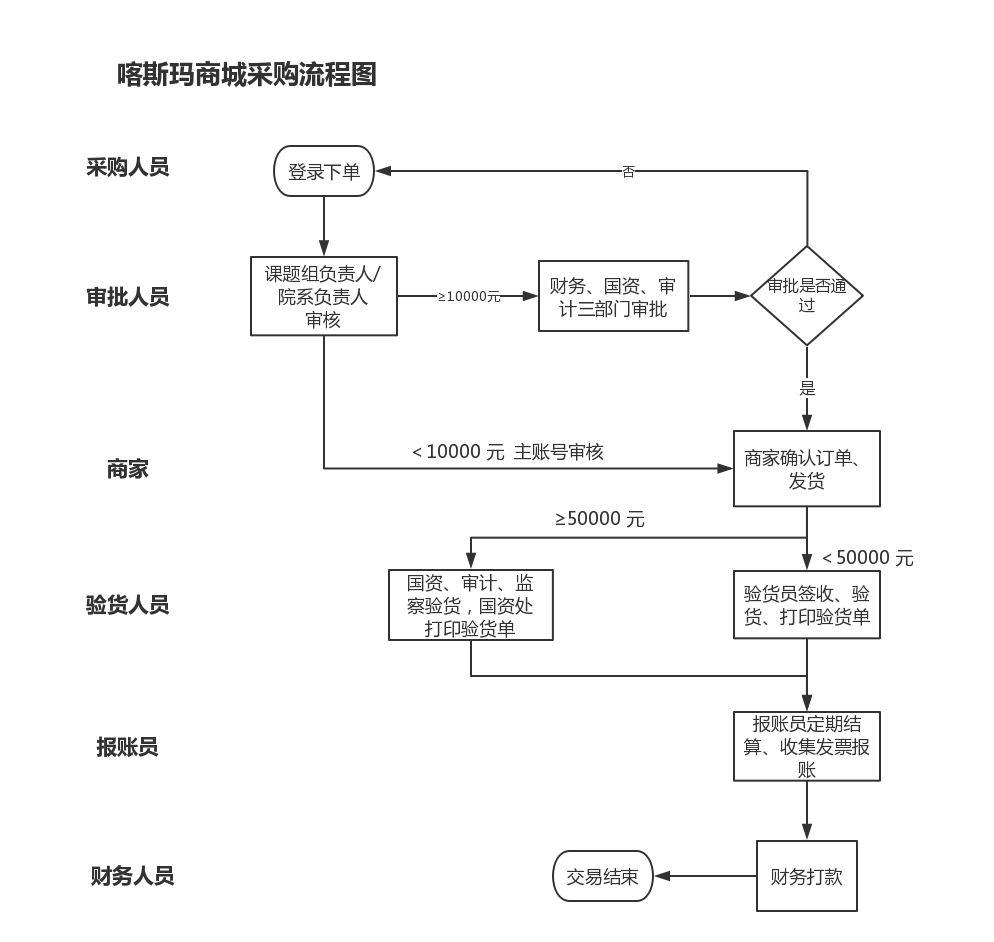 喀斯玛商城采购流程图
采购人员
登录下单
否
审批人员
课题组负责人/
院系负责人
审核
≥10000元
财务、国资、审
计三部门审批
审批是否通
过
是
商家
＜10000 元  主账号审核
商家确认订单、
发货
≥50000 元
＜50000 元
验货人员
国资、审计、监
察验货，国资处
打印验货单
验货员签收、验
货、打印验货单
报账员
报账员定期结
算、收集发票报
账
财务人员
交易结束
财务打款